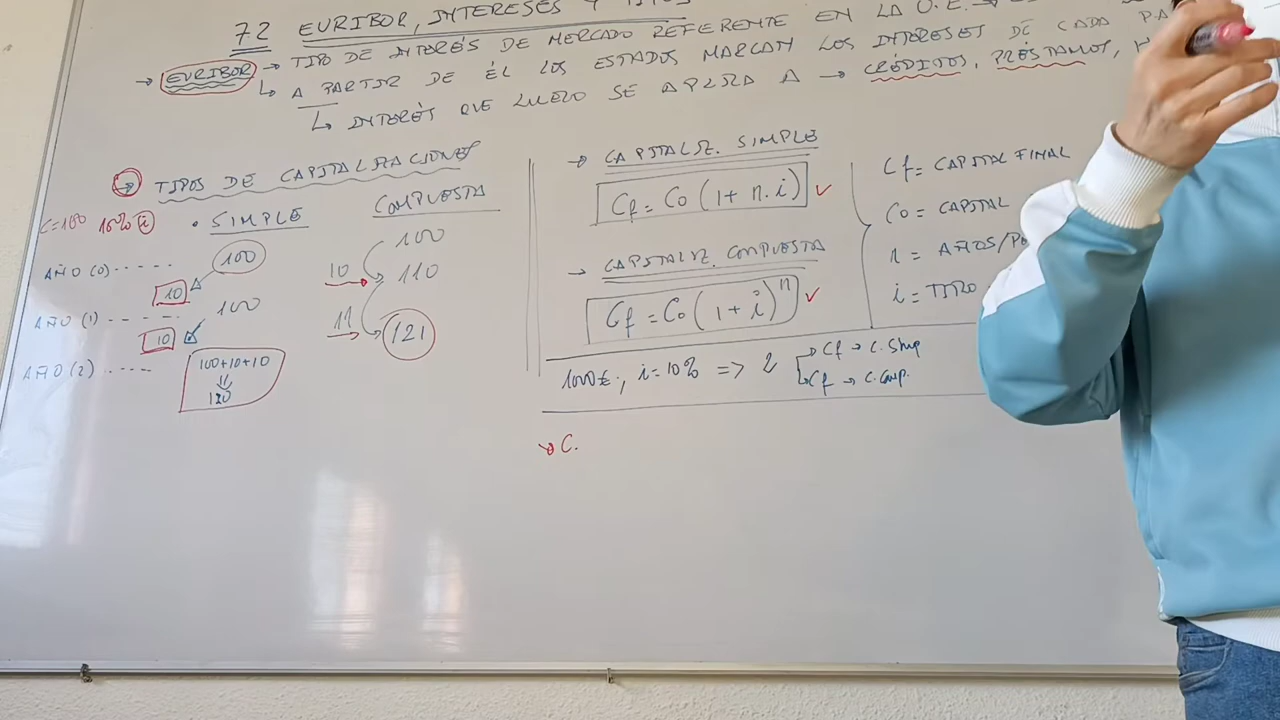 7.2 EURIBOR, INTERESES Y TIPOS
→ EURIBOR → TIPO DE INTERÉS DE MERCADO REFERENTE EN LA U.E. →
↳ A PARTIR DE ÉL LOS ESTADOS MARCAN LOS INTERESES DE CADA
↳ INTERÉS QUE LUEGO SE APLICA A → CRÉDITOS, PRÉSTAMOS,
→ TIPOS DE CAPITALIZACIONES
C=100 10% i
• SIMPLE
COMPUESTA
AÑO (0) ......
100
10
100
AÑO (1) .......
10
100
110
10
11
121
AÑO (2) .....
100+10+10
120
→ CAPITALIZ. SIMPLE
Cf = Co (1 + n.i) ✓
→ CAPITALIZ. COMPUESTA
Cf = Co (1 + i)ⁿ ✓
Cf = CAPITAL FINAL
Co = CAPITAL
n = AÑOS/
i = TIPO
1000€, i=10% => 2
Cf → C. Simp
Cf → C. Comp.
→ C.